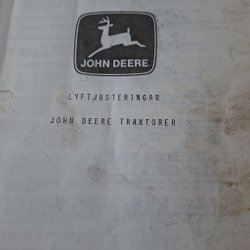 JOHN DEERE
LYFTJUSTERINGAR
JOHN DEERE TRAKTORER